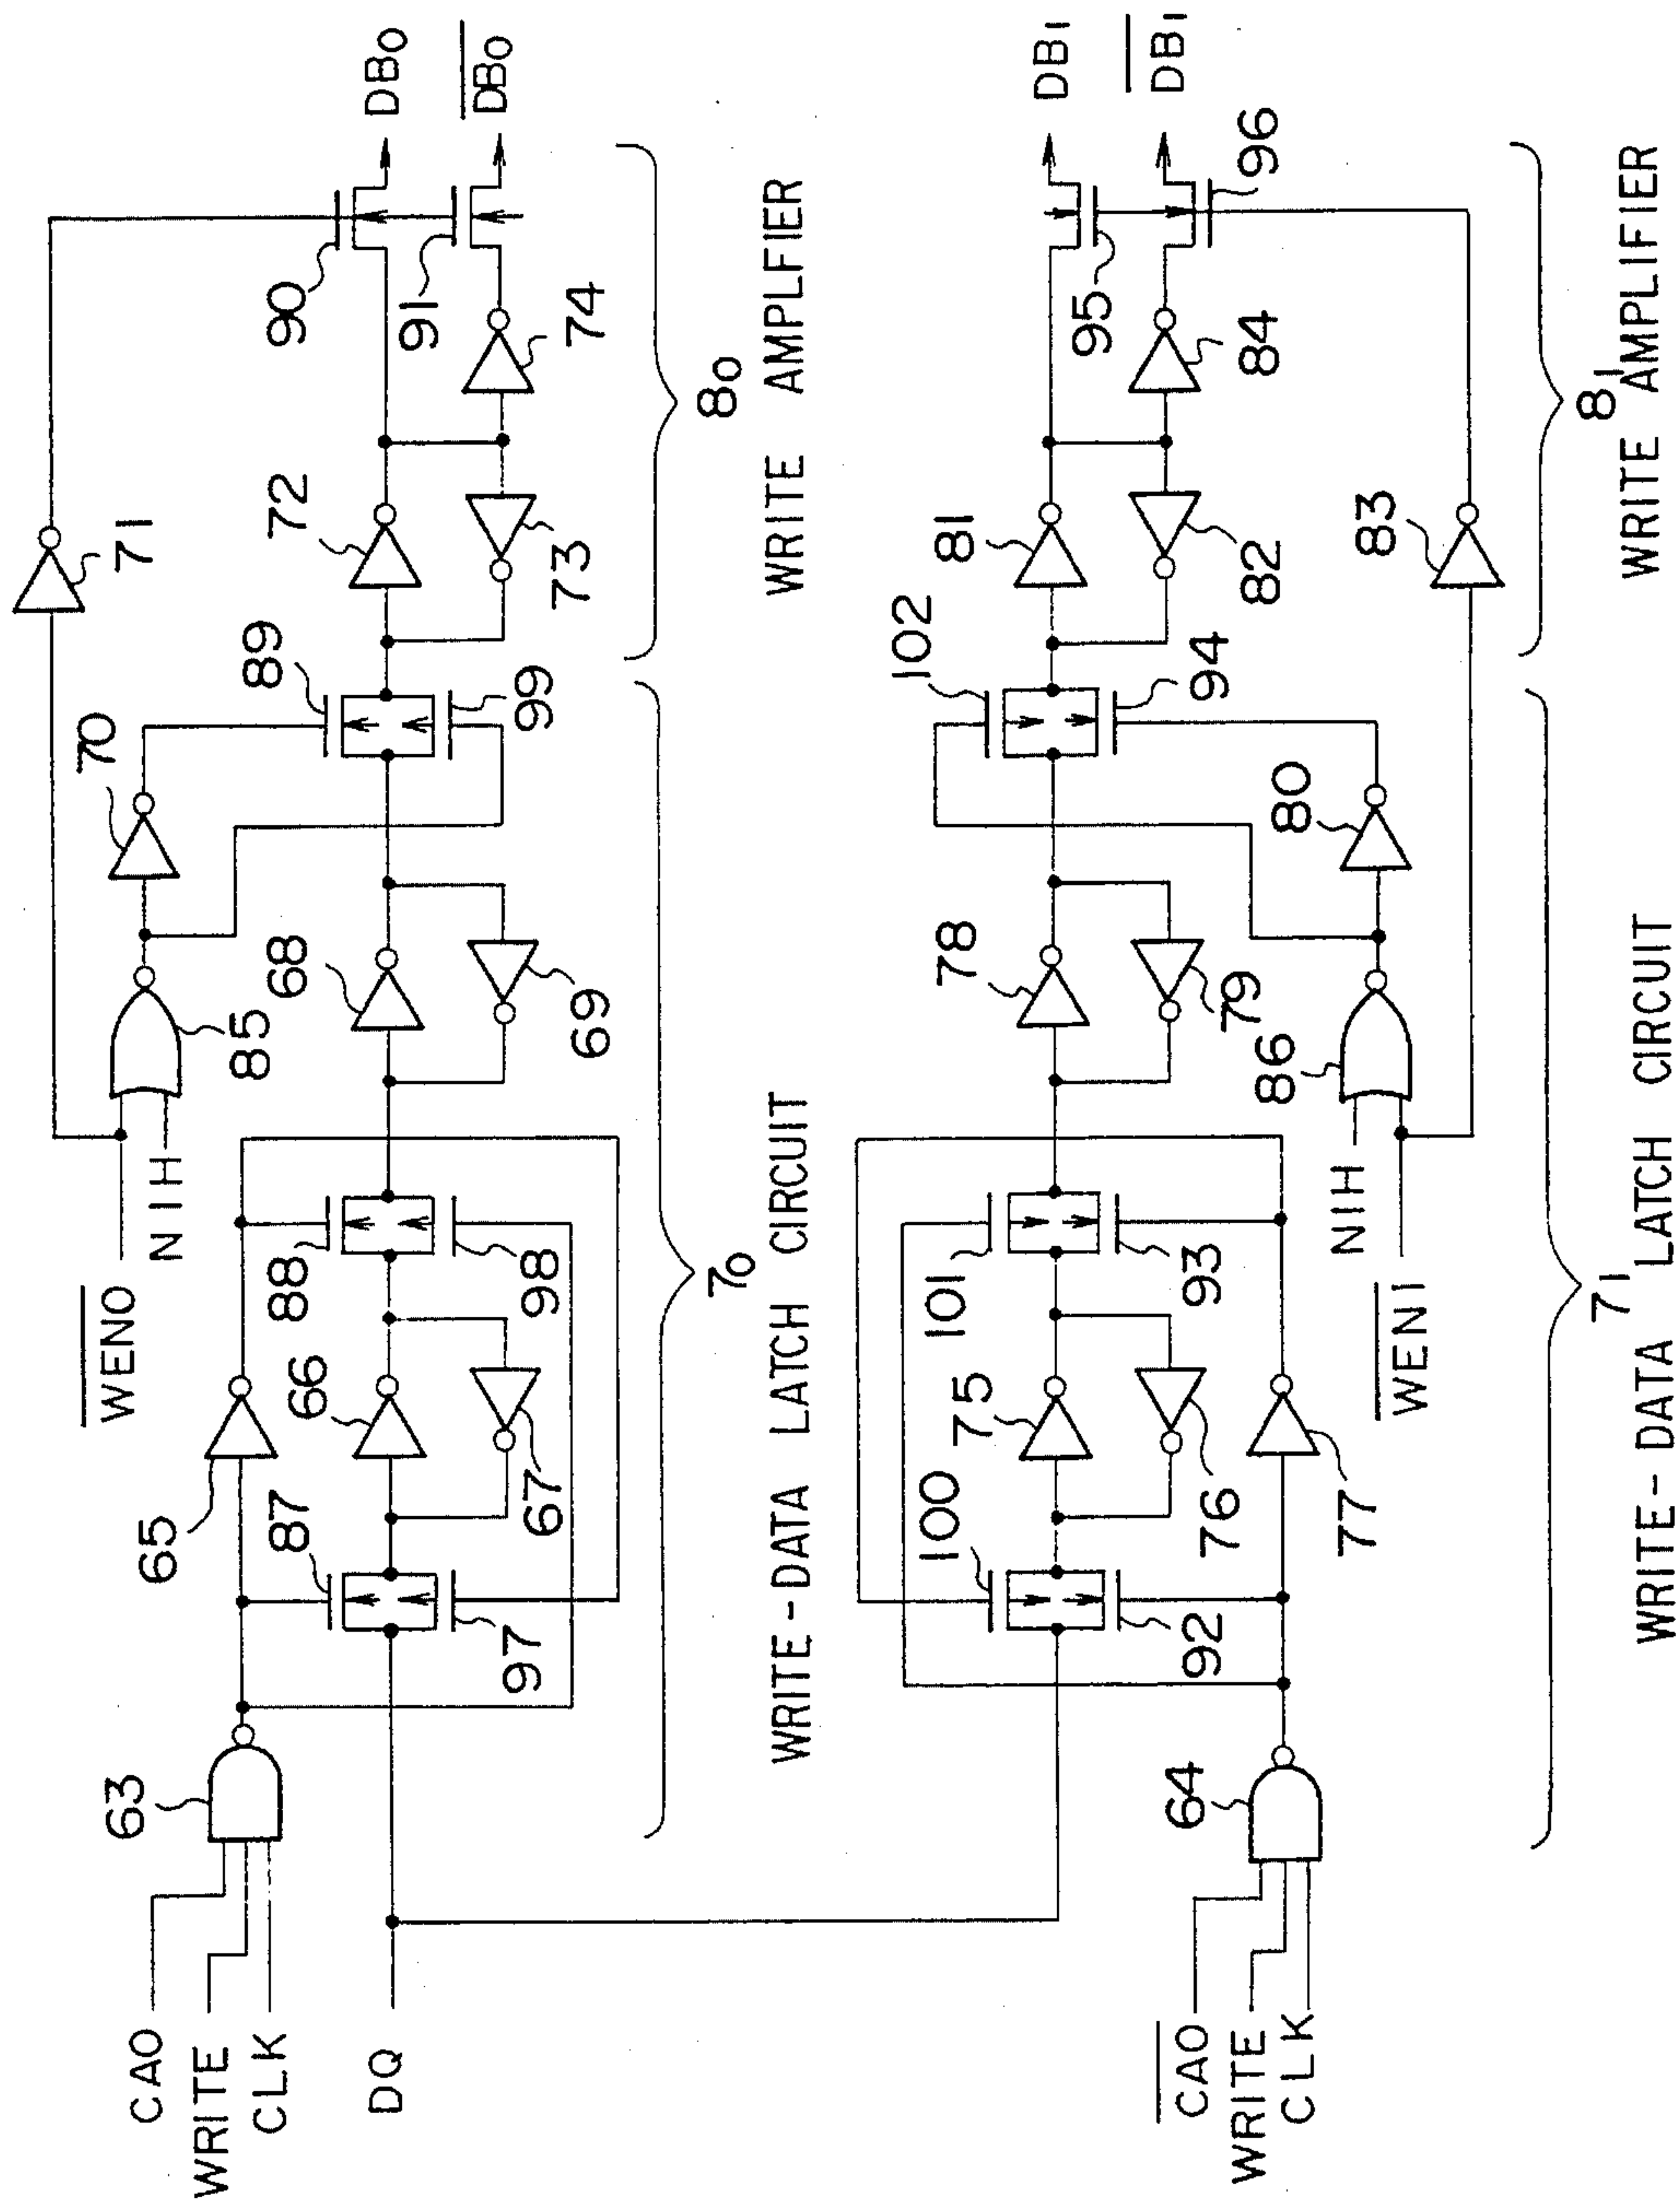 CA0
WRITE
CLK
DQ
63
65
87
97
66
67
88
98
WEN0
NIH
85
70
68
69
89
99
71
72
73
74
90
91
DB0
DB0
70
WRITE-DATA LATCH CIRCUIT
80
WRITE AMPLFIER
CA0
WRITE
CLK
64
100
92
75
76
77
101
93
NIH
WEN1
86
80
78
79
102
94
81
82
83
84
95
96
DB1
DB1
71
WRITE-DATA LATCH CIRCUIT
81
WRITE AMPLIFIER